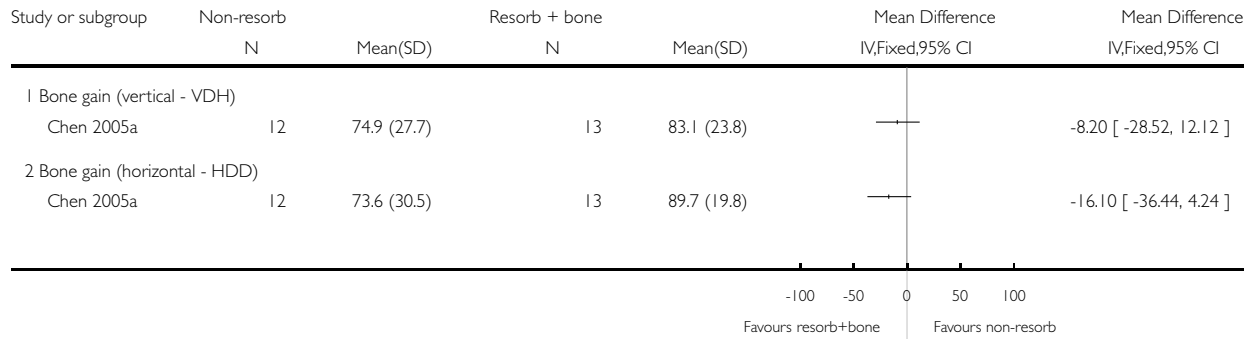 Study or subgroup Non-resorb Resorb + bone Mean Difference Mean Difference
N Mean(SD) N Mean(SD) IV,Fixed,95% CI IV,Fixed,95% CI
1 Bone gain (vertical - VDH)
Chen 2005a 12 74.9 (27.7) 13 83.1 (23.8) -8.20 [ -28.52, 12.12 ]
2 Bone gain (horizontal - HDD)
Chen 2005a 12 73.6 (30.5) 13 89.7 (19.8) -16.10 [ -36.44, 4.24 ]
-100 -50 0 50 100
Favours resorb+bone Favours non-resorb